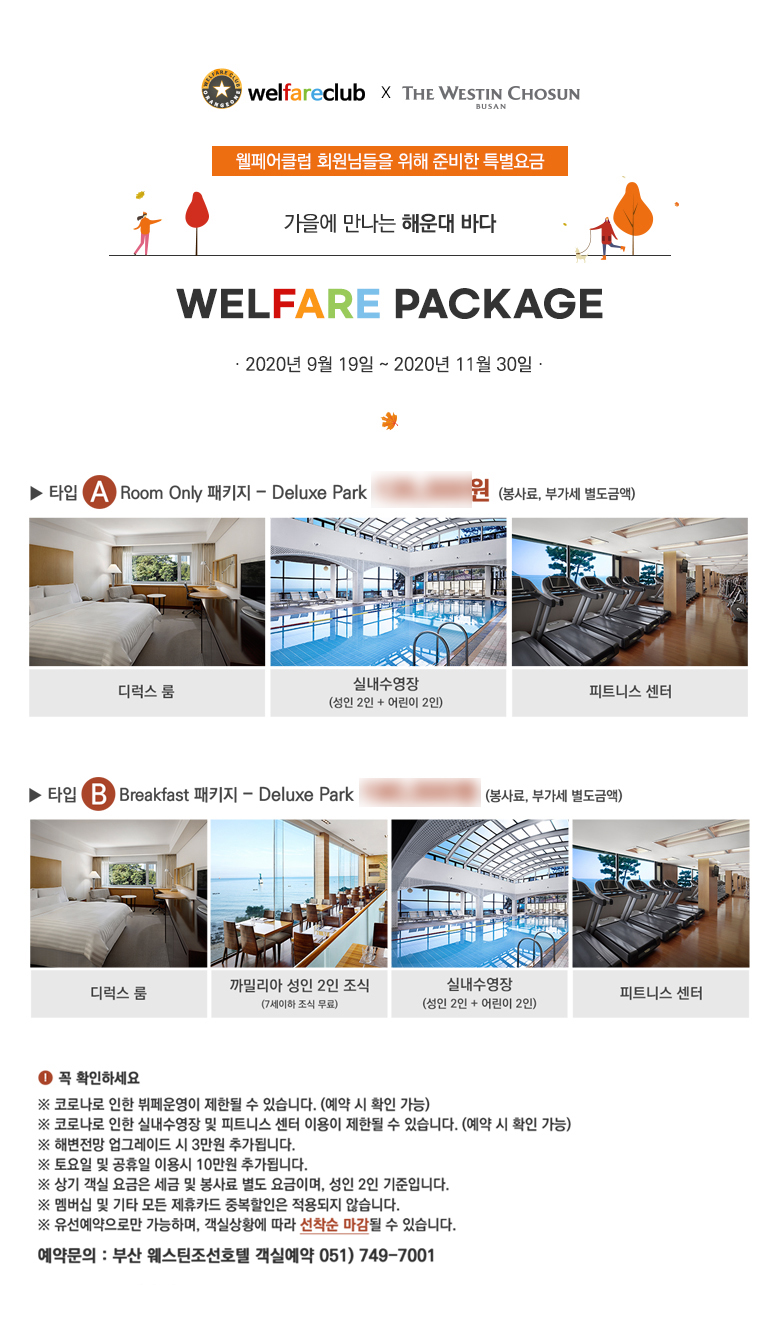 WELFARE CLUB
ORANGEONE
welfareclub X THE WESTIN CHOSUN
BUSAN
웰페어클럽 회원님들을 위해 준비한 특별요금
가을에 만나는 해운대 바다
WELFARE PACKAGE
· 2020년 9월 19일 ~ 2020년 11월 30일 ·
▶ 타입 A Room Only 패키지 - Deluxe Park 원 (봉사료, 부가세 별도금액)
디럭스 룸
실내수영장
(성인 2인 + 어린이 2인)
피트니스 센터
▶ 타입 B Breakfast 패키지 - Deluxe Park (봉사료, 부가세 별도금액)
디럭스 룸
까밀리아 성인 2인 조식
(7세이하 조식 무료)
실내수영장
(성인 2인 + 어린이 2인)
피트니스 센터
! 꼭 확인하세요
※ 코로나로 인한 뷔페운영이 제한될 수 있습니다. (예약 시 확인 가능)
※ 코로나로 인한 실내수영장 및 피트니스 센터 이용이 제한될 수 있습니다. (예약 시 확인 가능)
※ 해변전망 업그레이드 시 3만원 추가됩니다.
※ 토요일 및 공휴일 이용시 10만원 추가됩니다.
※ 상기 객실 요금은 세금 및 봉사료 별도 요금이며, 성인 2인 기준입니다.
※ 멤버십 및 기타 모든 제휴카드 중복할인은 적용되지 않습니다.
※ 유선예약으로만 가능하며, 객실상황에 따라 선착순 마감될 수 있습니다.
예약문의 : 부산 웨스틴조선호텔 객실예약 051) 749-7001